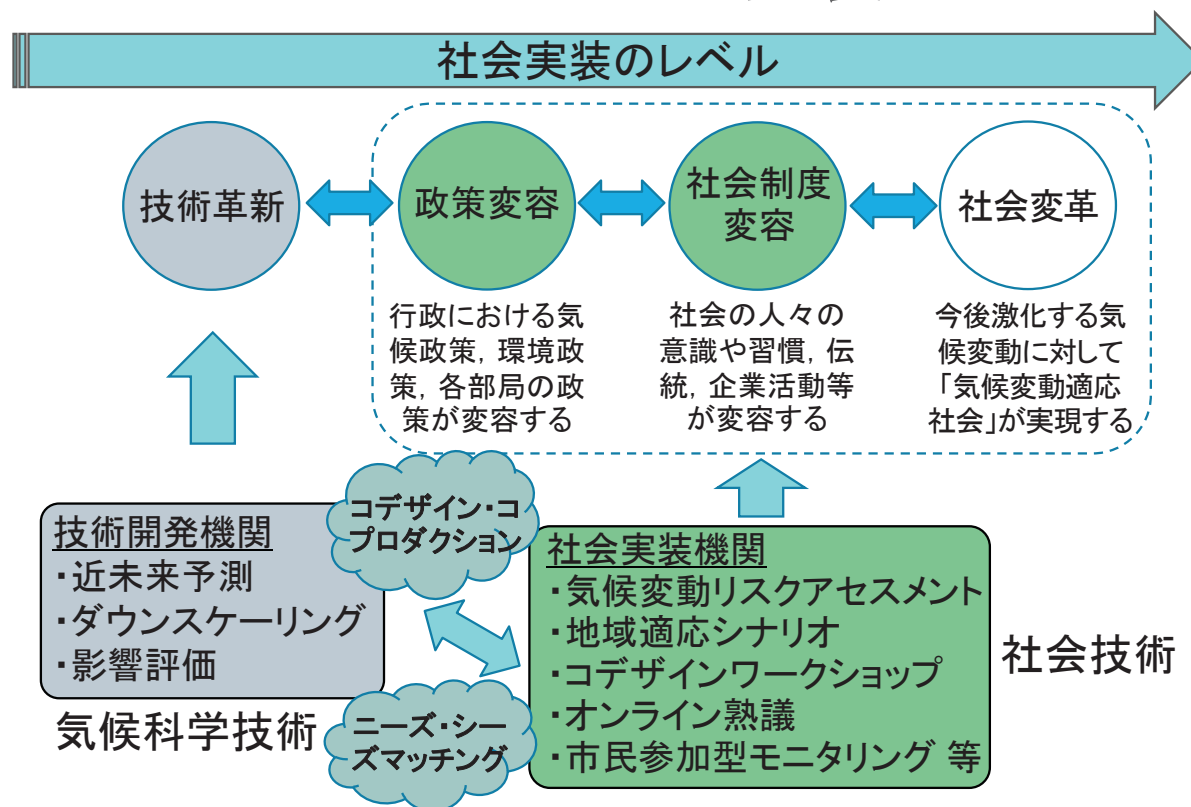 社会実装のレベル
技術革新
政策変容
社会制度
変容
社会変革
行政における気
候政策，環境政
策，各部局の政
策が変容する
社会の人々の
意識や習慣，伝
統，企業活動等
が変容する
今後激化する気
候変動に対して
「気候変動適応
社会」が実現する
コデザイン・コ
プロダクション
技術開発機関
・近未来予測
・ダウンスケーリング
・影響評価
気候科学技術
ニーズ・シー
ズマッチング
社会実装機関
・気候変動リスクアセスメント
・地域適応シナリオ
・コデザインワークショップ
・オンライン熟議
・市民参加型モニタリング 等
社会技術